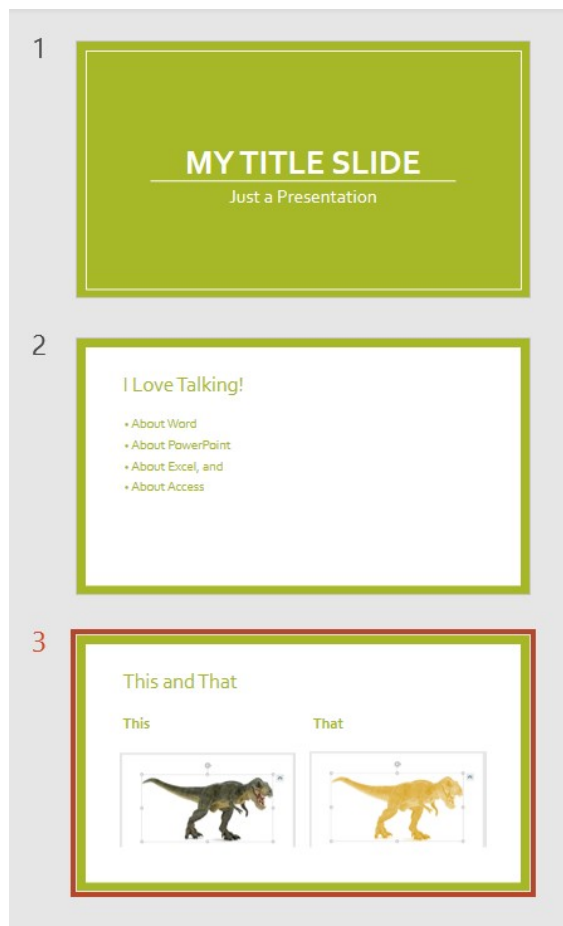 1
MY TITLE SLIDE
Just a Presentation
2
I Love Talking!
• About Word
• About PowerPoint
• About Excel, and
• About Access
3
This and That
This That